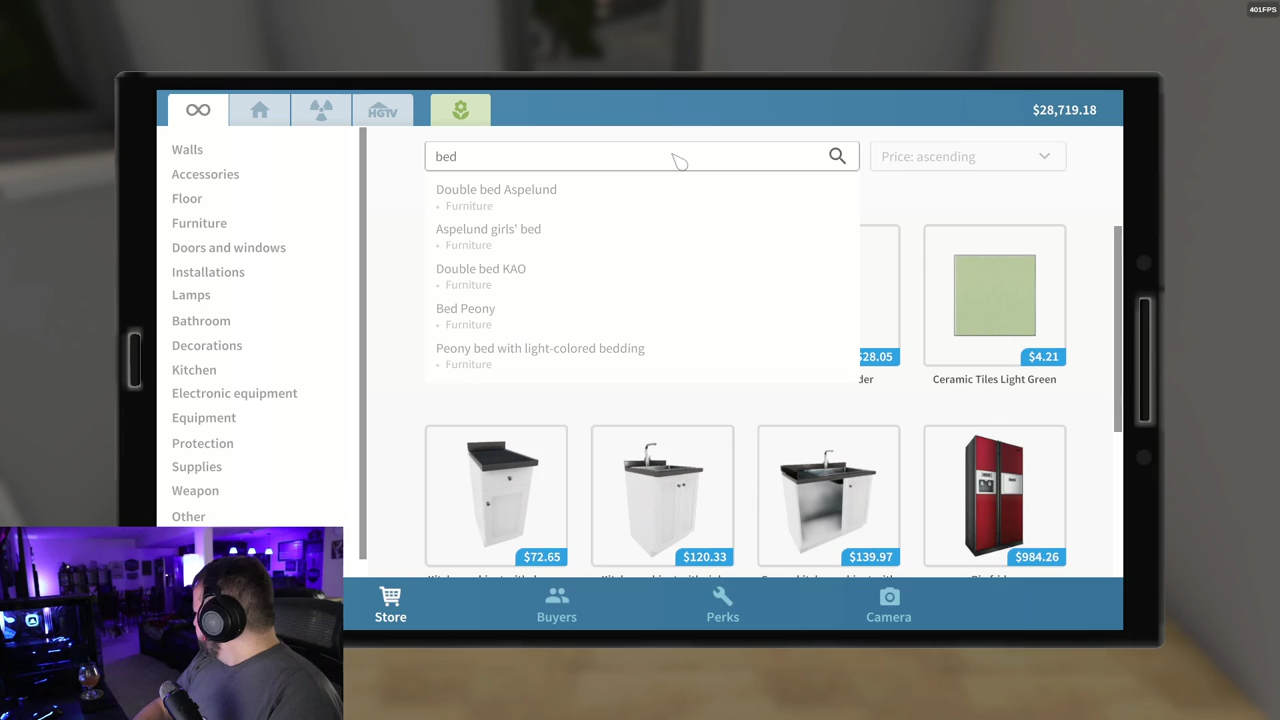 401FPS
HGTV
$28,719.18
Walls
Accessories
Floor
Furniture
Doors and windows
Installations
Lamps
Bathroom
Decorations
Kitchen
Electronic equipment
Equipment
Protection
Supplies
Weapon
Other
bed
Price: ascending
Double bed Aspelund
• Furniture
Aspelund girls' bed
• Furniture
Double bed KAO
• Furniture
Bed Peony
• Furniture
Peony bed with light-colored bedding
• Furniture
$28.05
$4.21
Ceramic Tiles Light Green
$72.65
$120.33
$139.97
$984.26
Store
Buyers
Perks
Camera